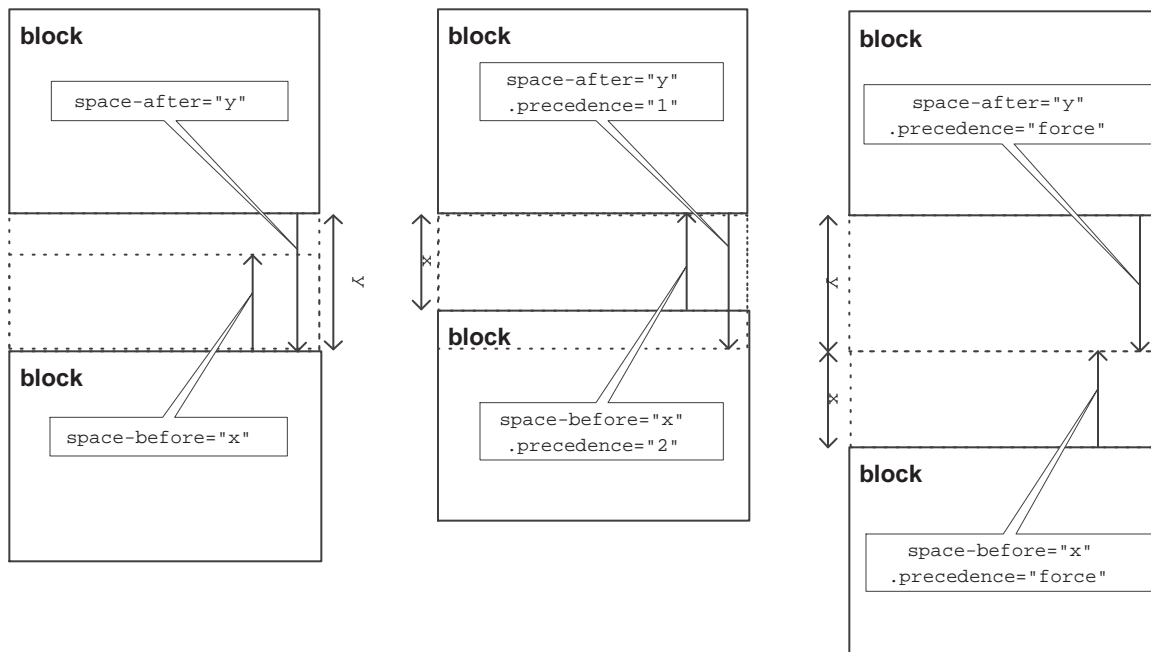 block
space-after="y"
Y
block
space-before="x"
block
space-after="y"
.precedence="1"
X
block
space-before="x"
.precedence="2"
block
space-after="y"
.precedence="force"
Y
X
block
space-before="x"
.precedence="force"